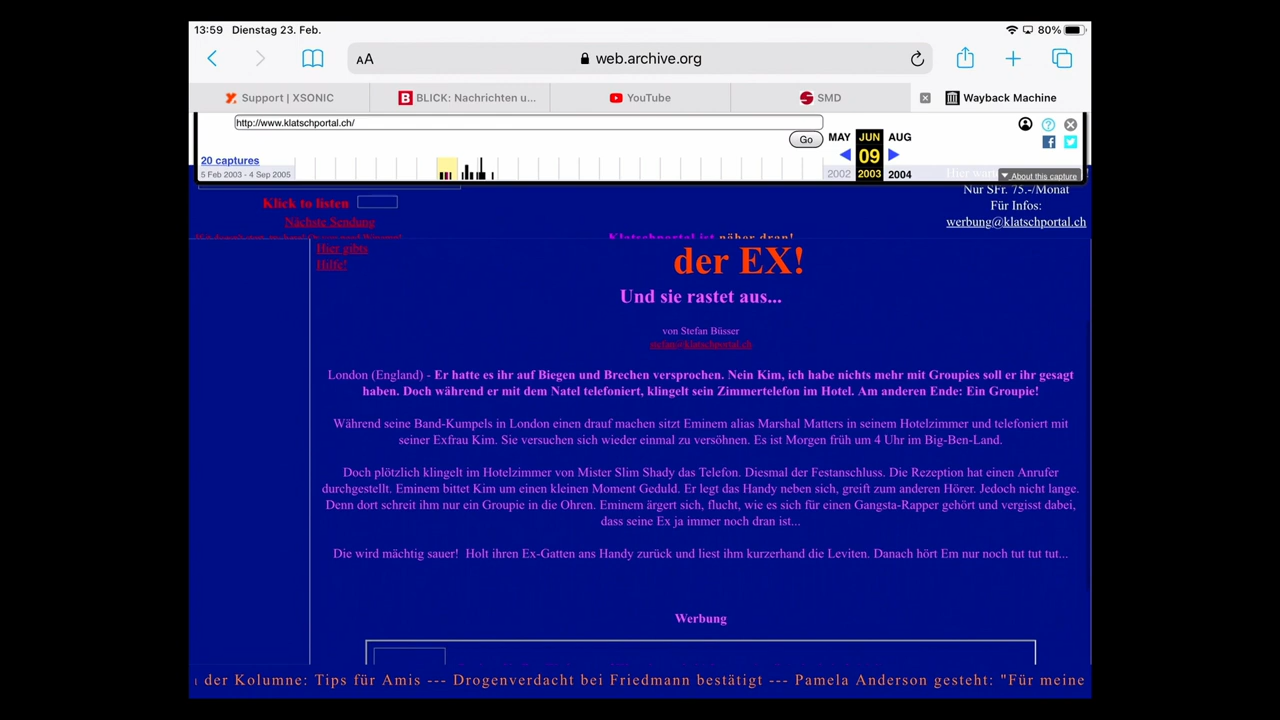 13:59 Dienstag 23. Feb.
80%
AA
web.archive.org
Support | XSONIC
BLICK: Nachrichten u...
YouTube
SMD
Wayback Machine
http://www.klatschportal.ch/
Go
MAY JUN AUG
20 captures
09
5 Feb 2003 - 4 Sep 2005
2002 2003 2004
About this capture
Nur SFr. 75.-/Monat
Klick to listen
Für Infos:
Nächste Sendung
werbung@klatschportal.ch
Klatschportal ist näher dran!
Hier gibts
Hilfe!
der EX!
Und sie rastet aus...
von Stefan Büsser
stefan@klatschportal.ch
London (England) - Er hatte es ihr auf Biegen und Brechen versprochen. Nein Kim, ich habe nichts mehr mit Groupies soll er ihr gesagt
haben. Doch während er mit dem Natel telefoniert, klingelt sein Zimmertelefon im Hotel. Am anderen Ende: Ein Groupie!
Während seine Band-Kumpels in London einen drauf machen sitzt Eminem alias Marshal Matters in seinem Hotelzimmer und telefoniert mit
seiner Exfrau Kim. Sie versuchen sich wieder einmal zu versöhnen. Es ist Morgen früh um 4 Uhr im Big-Ben-Land.
Doch plötzlich klingelt im Hotelzimmer von Mister Slim Shady das Telefon. Diesmal der Festanschluss. Die Rezeption hat einen Anrufer
durchgestellt. Eminem bittet Kim um einen kleinen Moment Geduld. Er legt das Handy neben sich, greift zum anderen Hörer. Jedoch nicht lange.
Denn dort schreit ihm nur ein Groupie in die Ohren. Eminem ärgert sich, flucht, wie es sich für einen Gangsta-Rapper gehört und vergisst dabei,
dass seine Ex ja immer noch dran ist...
Die wird mächtig sauer! Holt ihren Ex-Gatten ans Handy zurück und liest ihm kurzerhand die Leviten. Danach hört Em nur noch tut tut tut...
Werbung
der Kolumne: Tips für Amis --- Drogenverdacht bei Friedmann bestätigt --- Pamela Anderson gesteht: "Für meine